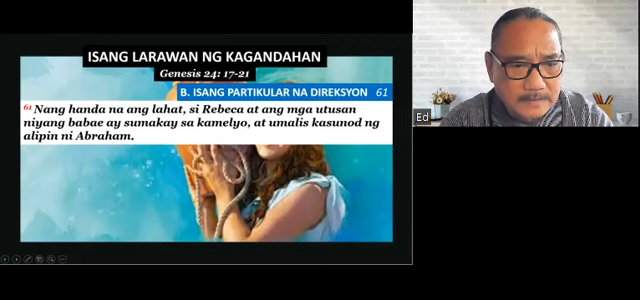 ISANG LARAWAN NG KAGANDAHAN
Genesis 24: 17-21
B. ISANG PARTIKULAR NA DIREKSYON 61
61 Nang handa na ang lahat, si Rebeca at ang mga utusan
niyang babae ay sumakay sa kamelyo, at umalis kasunod ng
alipin ni Abraham.
Ed